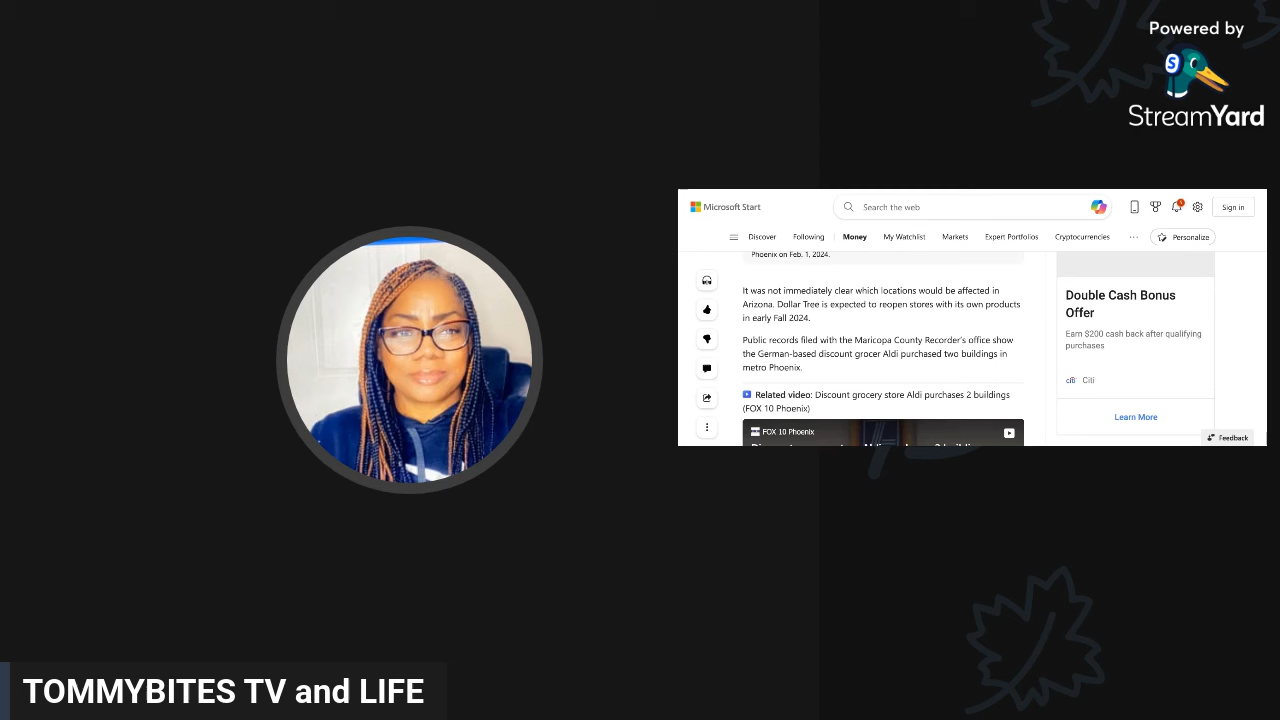 Powered by
S
StreamYard
Microsoft Start
Search the web
Sign in
Discover
Following
Money
My Watchlist
Markets
Expert Portfolios
Cryptocurrencies
Personalize
Phoenix on Feb. 1, 2024.
It was not immediately clear which locations would be affected in
Arizona. Dollar Tree is expected to reopen stores with its own products
in early Fall 2024.
Public records filed with the Maricopa County Recorder's office show
the German-based discount grocer Aldi purchased two buildings in
metro Phoenix.
Related video: Discount grocery store Aldi purchases 2 buildings
(FOX 10 Phoenix)
FOX 10 Phoenix
Double Cash Bonus
Offer
Earn $200 cash back after qualifying
purchases
citi Citi
Learn More
Feedback
TOMMYBITES TV and LIFE